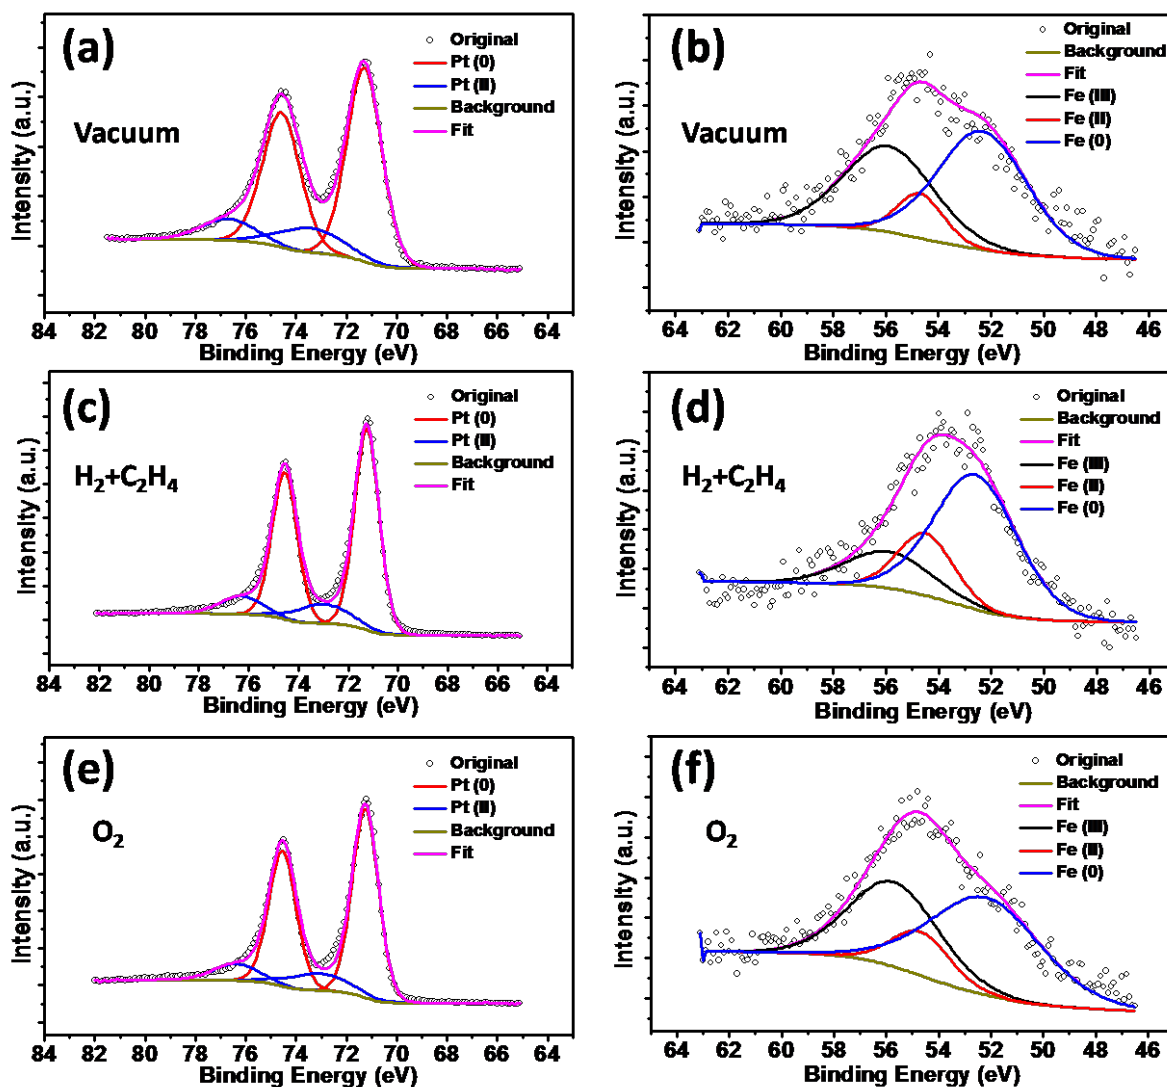 (a)
Vacuum
Original
Pt (0)
Pt (II)
Background
Fit
Intensity (a.u.)
84 82 80 78 76 74 72 70 68 66 64
Binding Energy (eV)
(b)
Vacuum
Original
Background
Fit
Fe (III)
Fe (II)
Fe (0)
Intensity (a.u.)
64 62 60 58 56 54 52 50 48 46
Binding Energy (eV)
(c)
H₂+C₂H₄
Original
Pt (0)
Pt (II)
Background
Fit
Intensity (a.u.)
84 82 80 78 76 74 72 70 68 66 64
Binding Energy (eV)
(d)
H₂+C₂H₄
Original
Background
Fit
Fe (III)
Fe (II)
Fe (0)
Intensity (a.u.)
64 62 60 58 56 54 52 50 48 46
Binding Energy (eV)
(e)
O₂
Original
Pt (0)
Pt (II)
Background
Fit
Intensity (a.u.)
84 82 80 78 76 74 72 70 68 66 64
Binding Energy (eV)
(f)
O₂
Original
Background
Fit
Fe (III)
Fe (II)
Fe (0)
Intensity (a.u.)
64 62 60 58 56 54 52 50 48 46
Binding Energy (eV)